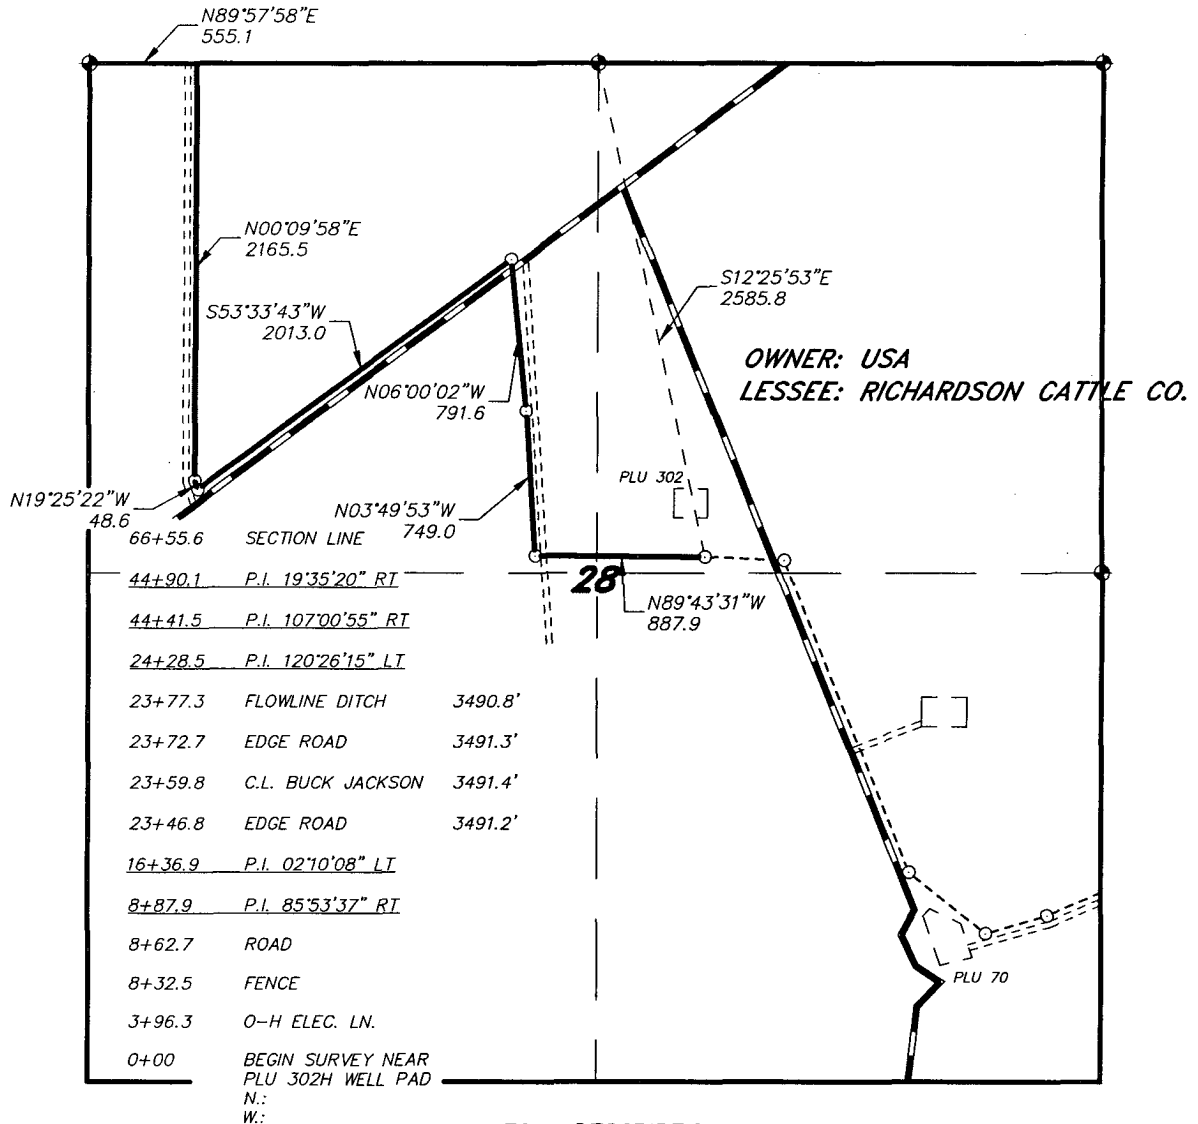 N89°57'58"E
555.1
N00°09'58"E
2165.5
S53°33'43"W
2013.0
S12°25'53"E
2585.8
OWNER: USA
LESSEE: RICHARDSON CATTLE CO.
N06°00'02"W
791.6
PLU 302
N19°25'22"W
48.6
N03°49'53"W
749.0
28
N89°43'31"W
887.9
66+55.6 SECTION LINE
44+90.1 P.I. 19°35'20" RT
44+41.5 P.I. 107°00'55" RT
24+28.5 P.I. 120°26'15" LT
23+77.3 FLOWLINE DITCH 3490.8'
23+72.7 EDGE ROAD 3491.3'
23+59.8 C.L. BUCK JACKSON 3491.4'
23+46.8 EDGE ROAD 3491.2'
16+36.9 P.I. 02°10'08" LT
8+87.9 P.I. 85°53'37" RT
8+62.7 ROAD
8+32.5 FENCE
3+96.3 O-H ELEC. LN.
0+00 BEGIN SURVEY NEAR
PLU 302H WELL PAD
N.:
W.:
PLU 70